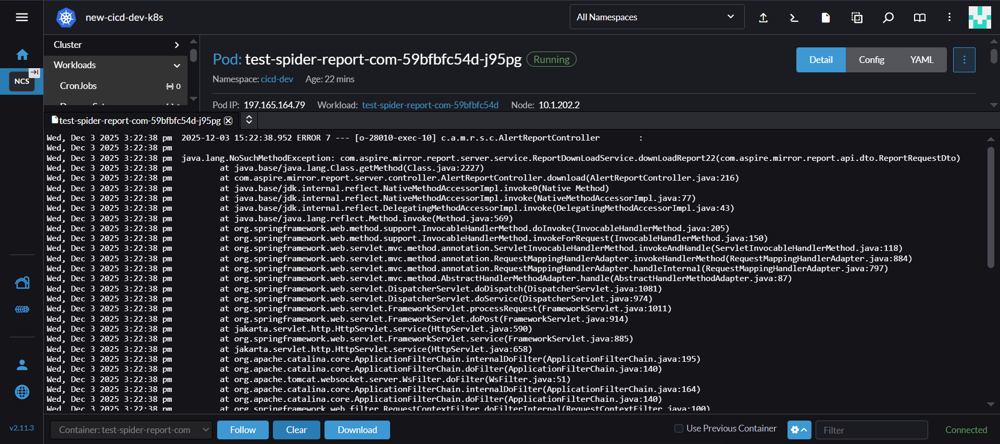 new-cicd-dev-k8s
All Namespaces
NCS
v2.11.3
Cluster
Workloads
CronJobs 0
Pod: test-spider-report-com-59bfbfc54d-j95pg Running
Detail Config YAML
Namespace: cicd-dev Age: 22 mins
Pod IP: 197.165.164.79 Workload: test-spider-report-com-59bfbfc54d Node: 10.1.202.2
test-spider-report-com-59bfbfc54d-j95pg
Wed, Dec 3 2025 3:22:38 pm 2025-12-03 15:22:38.952 ERROR 7 --- [o-28010-exec-10] c.a.m.r.s.c.AlertReportController :
Wed, Dec 3 2025 3:22:38 pm
Wed, Dec 3 2025 3:22:38 pm java.lang.NoSuchMethodException: com.aspire.mirror.report.server.service.ReportDownLoadService.downLoadReport22(com.aspire.mirror.report.api.dto.ReportRequestDto)
Wed, Dec 3 2025 3:22:38 pm at java.base/java.lang.Class.getMethod(Class.java:2227)
Wed, Dec 3 2025 3:22:38 pm at com.aspire.mirror.report.server.controller.AlertReportController.download(AlertReportController.java:216)
Wed, Dec 3 2025 3:22:38 pm at java.base/jdk.internal.reflect.NativeMethodAccessorImpl.invoke0(Native Method)
Wed, Dec 3 2025 3:22:38 pm at java.base/jdk.internal.reflect.NativeMethodAccessorImpl.invoke(NativeMethodAccessorImpl.java:77)
Wed, Dec 3 2025 3:22:38 pm at java.base/jdk.internal.reflect.DelegatingMethodAccessorImpl.invoke(DelegatingMethodAccessorImpl.java:43)
Wed, Dec 3 2025 3:22:38 pm at java.base/java.lang.reflect.Method.invoke(Method.java:569)
Wed, Dec 3 2025 3:22:38 pm at org.springframework.web.method.support.InvocableHandlerMethod.doInvoke(InvocableHandlerMethod.java:205)
Wed, Dec 3 2025 3:22:38 pm at org.springframework.web.method.support.InvocableHandlerMethod.invokeForRequest(InvocableHandlerMethod.java:150)
Wed, Dec 3 2025 3:22:38 pm at org.springframework.web.servlet.mvc.method.annotation.ServletInvocableHandlerMethod.invokeAndHandle(ServletInvocableHandlerMethod.java:118)
Wed, Dec 3 2025 3:22:38 pm at org.springframework.web.servlet.mvc.method.annotation.RequestMappingHandlerAdapter.invokeHandlerMethod(RequestMappingHandlerAdapter.java:884)
Wed, Dec 3 2025 3:22:38 pm at org.springframework.web.servlet.mvc.method.annotation.RequestMappingHandlerAdapter.handleInternal(RequestMappingHandlerAdapter.java:797)
Wed, Dec 3 2025 3:22:38 pm at org.springframework.web.servlet.mvc.method.AbstractHandlerMethodAdapter.handle(AbstractHandlerMethodAdapter.java:87)
Wed, Dec 3 2025 3:22:38 pm at org.springframework.web.servlet.DispatcherServlet.doDispatch(DispatcherServlet.java:1081)
Wed, Dec 3 2025 3:22:38 pm at org.springframework.web.servlet.DispatcherServlet.doService(DispatcherServlet.java:974)
Wed, Dec 3 2025 3:22:38 pm at org.springframework.web.servlet.FrameworkServlet.processRequest(FrameworkServlet.java:1011)
Wed, Dec 3 2025 3:22:38 pm at org.springframework.web.servlet.FrameworkServlet.doPost(FrameworkServlet.java:914)
Wed, Dec 3 2025 3:22:38 pm at jakarta.servlet.http.HttpServlet.service(HttpServlet.java:590)
Wed, Dec 3 2025 3:22:38 pm at org.springframework.web.servlet.FrameworkServlet.service(FrameworkServlet.java:885)
Wed, Dec 3 2025 3:22:38 pm at jakarta.servlet.http.HttpServlet.service(HttpServlet.java:658)
Wed, Dec 3 2025 3:22:38 pm at org.apache.catalina.core.ApplicationFilterChain.internalDoFilter(ApplicationFilterChain.java:195)
Wed, Dec 3 2025 3:22:38 pm at org.apache.catalina.core.ApplicationFilterChain.doFilter(ApplicationFilterChain.java:140)
Wed, Dec 3 2025 3:22:38 pm at org.apache.tomcat.websocket.server.WsFilter.doFilter(WsFilter.java:51)
Wed, Dec 3 2025 3:22:38 pm at org.apache.catalina.core.ApplicationFilterChain.internalDoFilter(ApplicationFilterChain.java:164)
Wed, Dec 3 2025 3:22:38 pm at org.apache.catalina.core.ApplicationFilterChain.doFilter(ApplicationFilterChain.java:140)
Wed, Dec 3 2025 3:22:38 pm at org.springframework.web.filter.RequestContextFilter.doFilterInternal(RequestContextFilter.java:100)
Container: test-spider-report-com Follow Clear Download Use Previous Container Filter Connected